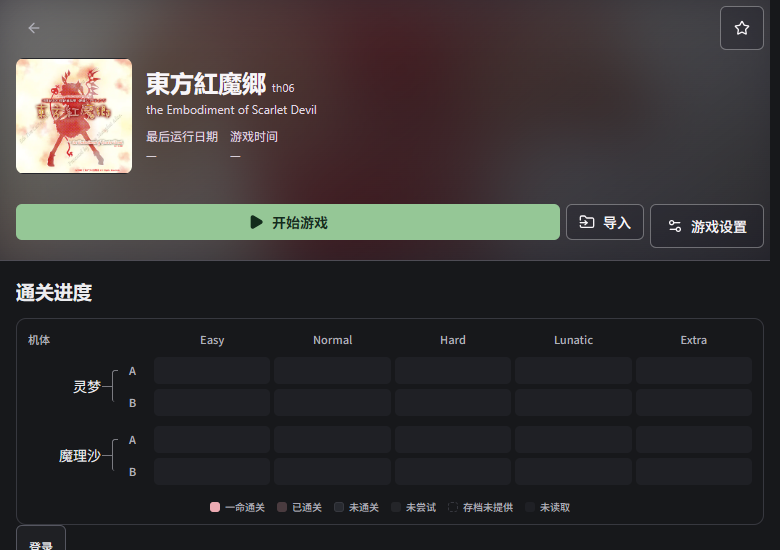 東方紅魔郷 th06
the Embodiment of Scarlet Devil
最后运行日期 游戏时间
— —
开始游戏 导入 游戏设置
通关进度
机体 Easy Normal Hard Lunatic Extra
灵梦
A
B
魔理沙
A
B
一命通关 已通关 未通关 未尝试 存档未提供 未读取
登录